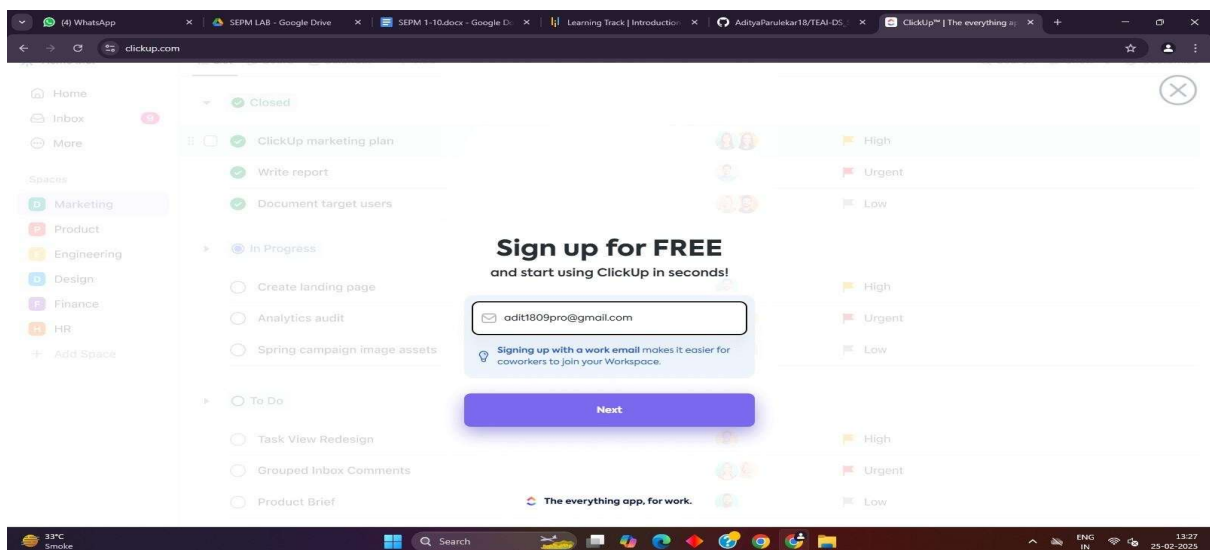 (4) WhatsApp
SEPM LAB - Google Drive
SEPM 1-10.docx - Google Do
Learning Track | Introduction
AdityaParulekar18/TEAI-DS_S
ClickUp™ | The everything ap
clickup.com
Home
Inbox 9
More
Spaces
D Marketing
P Product
E Engineering
D Design
F Finance
H HR
+ Add Space
Closed
ClickUp marketing plan High
Write report Urgent
Document target users Low
In Progress
Create landing page High
Analytics audit Urgent
Spring campaign image assets Low
To Do
Task View Redesign High
Grouped Inbox Comments Urgent
Product Brief Low
Sign up for FREE
and start using ClickUp in seconds!
adit1809pro@gmail.com
Signing up with a work email makes it easier for
coworkers to join your Workspace.
Next
The everything app, for work.
33°C
Smoke
Search
ENG
IN
13:27
25-02-2025